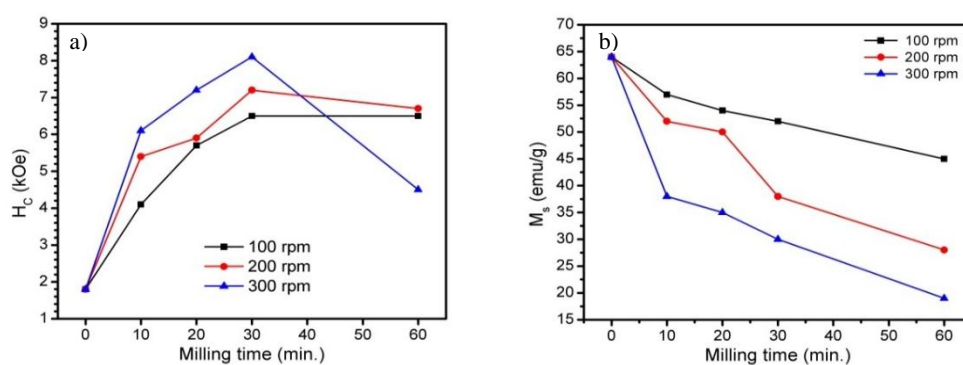 a)
9
8
7
6
5
4
3
2
1
H_C (kOe)
100 rpm
200 rpm
300 rpm
0 10 20 30 40 50 60
Milling time (min.)
b)
70
65
60
55
50
45
40
35
30
25
20
15
M_s (emu/g)
100 rpm
200 rpm
300 rpm
0 10 20 30 40 50 60
Milling time (min.)